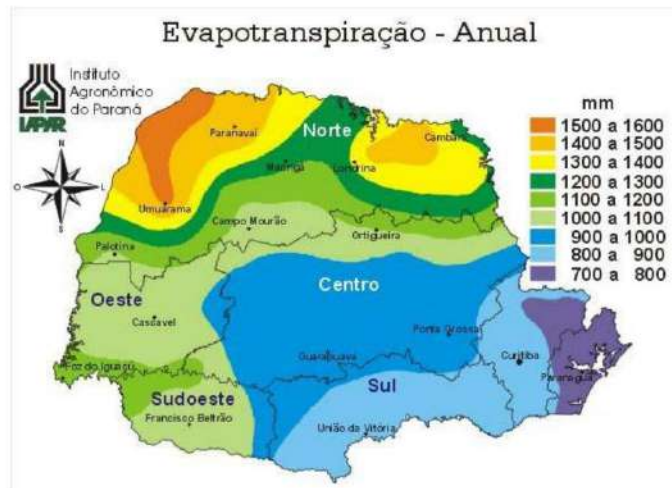 Evapotranspiração - Anual
Instituto
Agronômico
do Paraná
IAPAR
N
O
L
S
mm
1500 a 1600
1400 a 1500
1300 a 1400
1200 a 1300
1100 a 1200
1000 a 1100
900 a 1000
800 a 900
700 a 800
Paranavaí
Norte
Cambará
Maringá
Londrina
Umuarama
Campo Mourão
Ortigueira
Palotina
Oeste
Centro
Cascavel
Ponta Grossa
Guarapuava
Curitiba
Foz do Iguaçu
Paranaguá
Sudoeste
Sul
Francisco Beltrão
União da Vitória